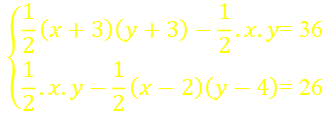 { 1/2 (x + 3)(y + 3) − 1/2 . x. y= 36
1/2 . x. y − 1/2 (x − 2)(y − 4)= 26